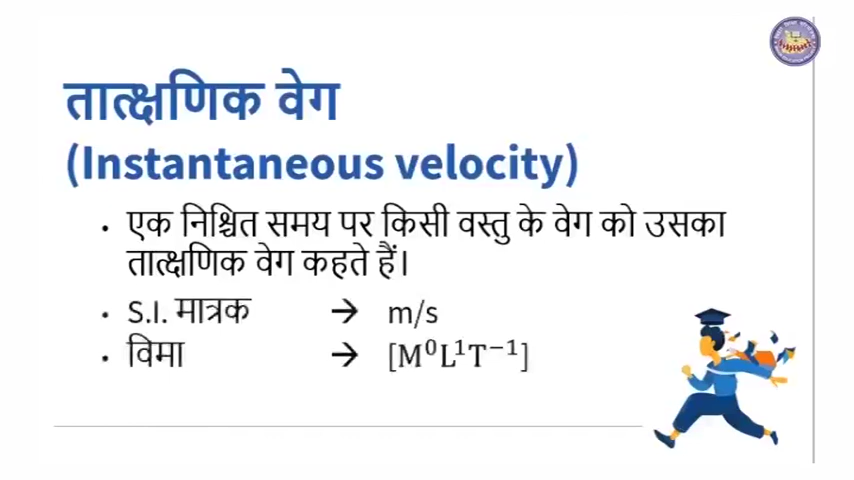 तात्क्षणिक वेग
(Instantaneous velocity)
• एक निश्चित समय पर किसी वस्तु के वेग को उसका
तात्क्षणिक वेग कहते हैं।
• S.I. मात्रक → m/s
• विमा → [M⁰L¹T⁻¹]